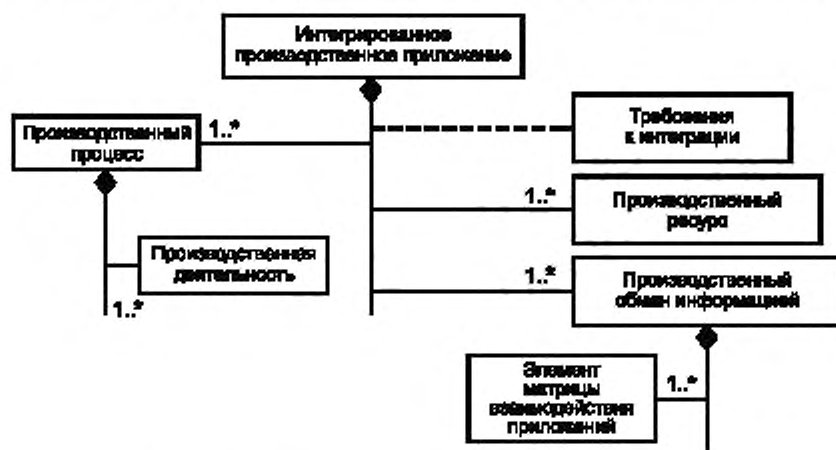 Интегрированное
производственное приложение
Производственный
процесс
1..*
Требования
к интеграции
1..*
Производственный
ресурс
Производственная
деятельность
1..*
1..*
Производственный
обмен информацией
Элемент
матрицы
взаимодействия
приложений
1..*